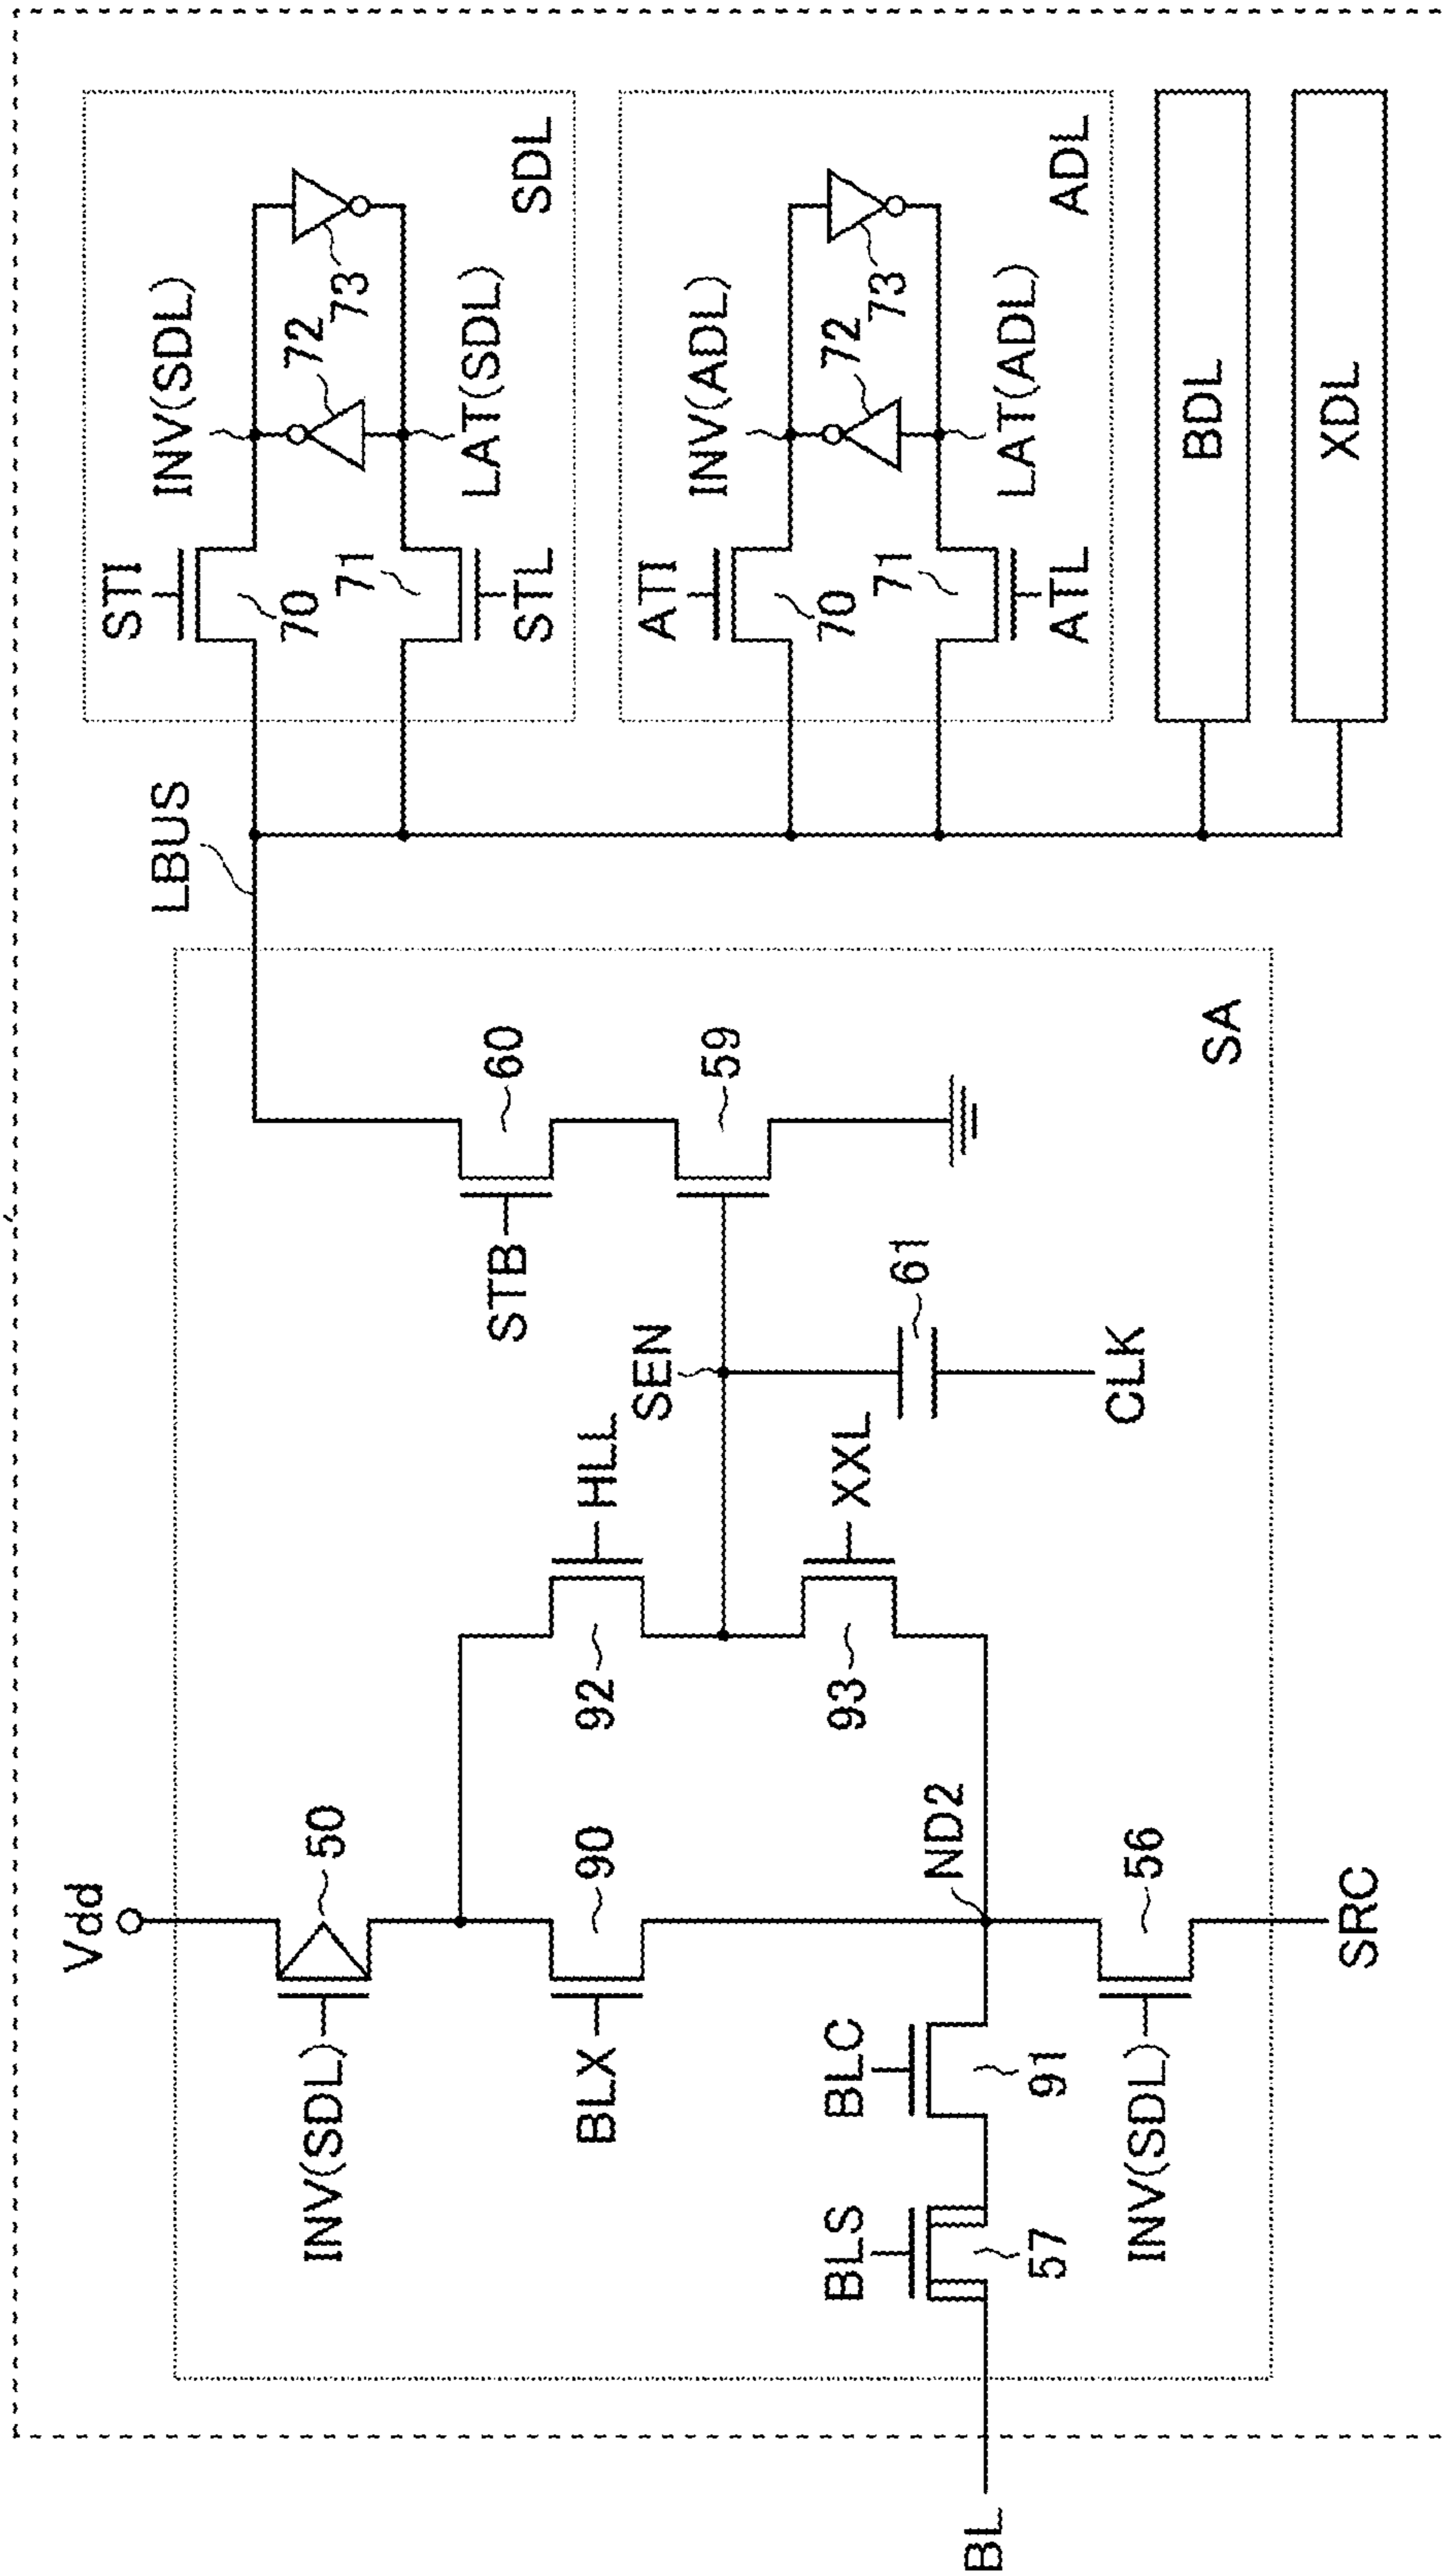 Vdd
INV(SDL)
50
BLX
90
HLL
92
XXL
93
SEN
STB
60
59
61
CLK
ND2
BLC
91
BLS
57
BL
INV(SDL)
56
SRC
SA
LBUS
STI
70
71
STL
INV(SDL)
72
73
LAT(SDL)
SDL
ATI
70
71
ATL
INV(ADL)
72
73
LAT(ADL)
ADL
BDL
XDL